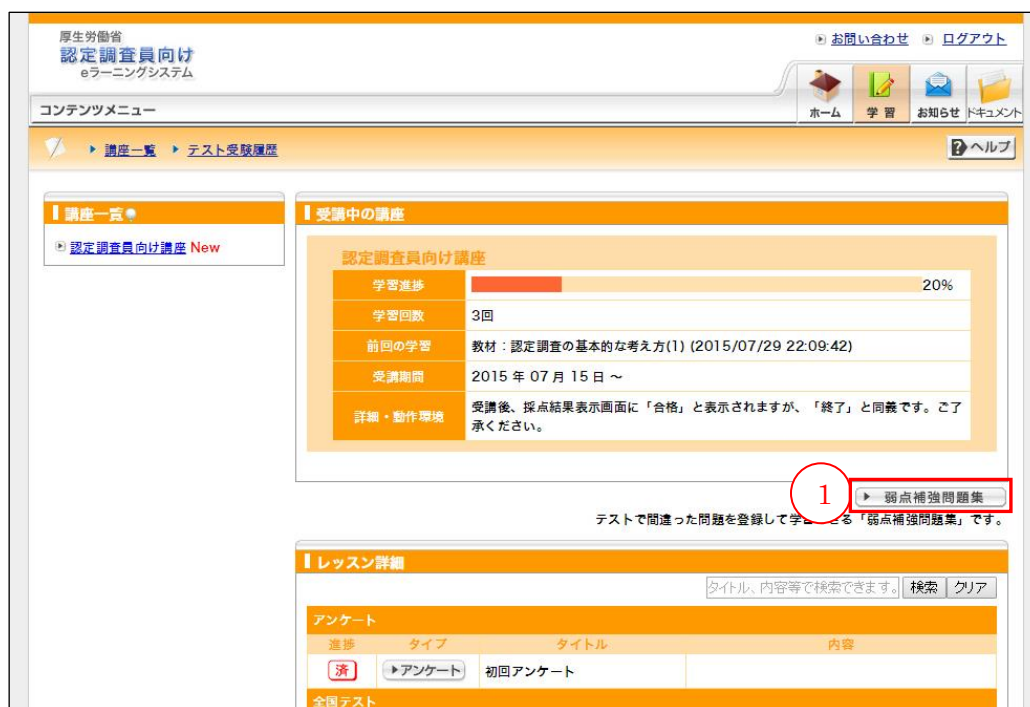 厚生労働省
認定調査員向け
eラーニングシステム
お問い合わせ ログアウト
コンテンツメニュー
ホーム 学習 お知らせ ドキュメント
講座一覧 テスト受験履歴
?ヘルプ
講座一覧
認定調査員向け講座 New
受講中の講座
認定調査員向け講座
学習進捗 20%
学習回数 3回
前回の学習 教材：認定調査の基本的な考え方(1) (2015/07/29 22:09:42)
受講期間 2015 年 07 月 15 日 ～
詳細・動作環境 受講後、採点結果表示画面に「合格」と表示されますが、「終了」と同義です。ご了
承ください。
1 弱点補強問題集
テストで間違った問題を登録して学 きる「弱点補強問題集」です。
レッスン詳細
タイトル、内容等で検索できます。 検索 クリア
アンケート
進捗 タイプ タイトル 内容
済 アンケート 初回アンケート
全国テスト